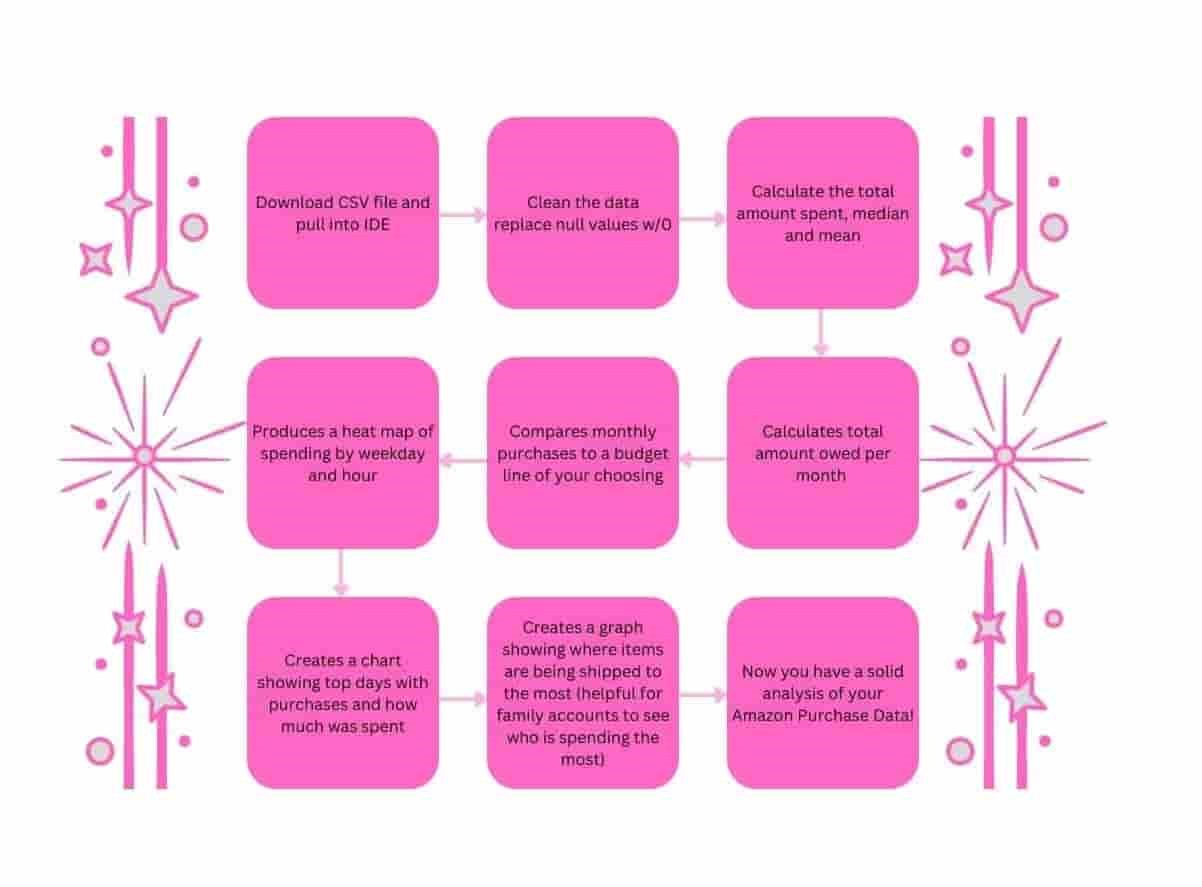 Download CSV file and
pull into IDE
Clean the data
replace null values w/0
Calculate the total
amount spent, median
and mean
Calculates total
amount owed per
month
Compares monthly
purchases to a budget
line of your choosing
Produces a heat map of
spending by weekday
and hour
Creates a chart
showing top days with
purchases and how
much was spent
Creates a graph
showing where items
are being shipped to
the most (helpful for
family accounts to see
who is spending the
most)
Now you have a solid
analysis of your
Amazon Purchase Data!